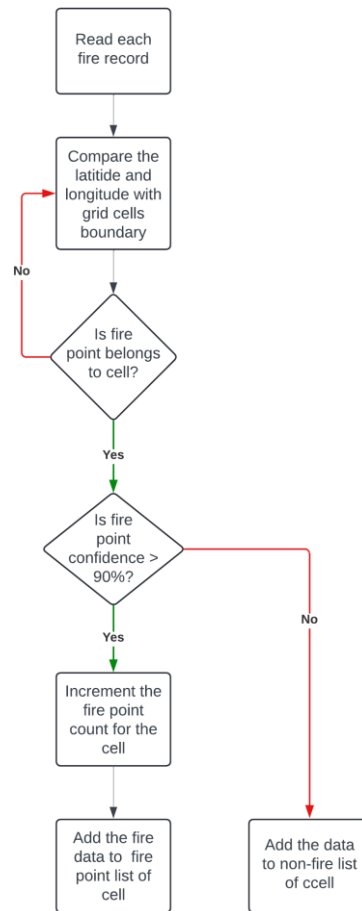 Read each
fire record
Compare the
latitide and
longitude with
grid cells
boundary
No
Is fire
point belongs
to cell?
Yes
Is fire
point
confidence >
90%?
No
Yes
Increment the
fire point
count for the
cell
Add the fire
data to  fire
point list of
cell
Add the data
to non-fire list
of ccell